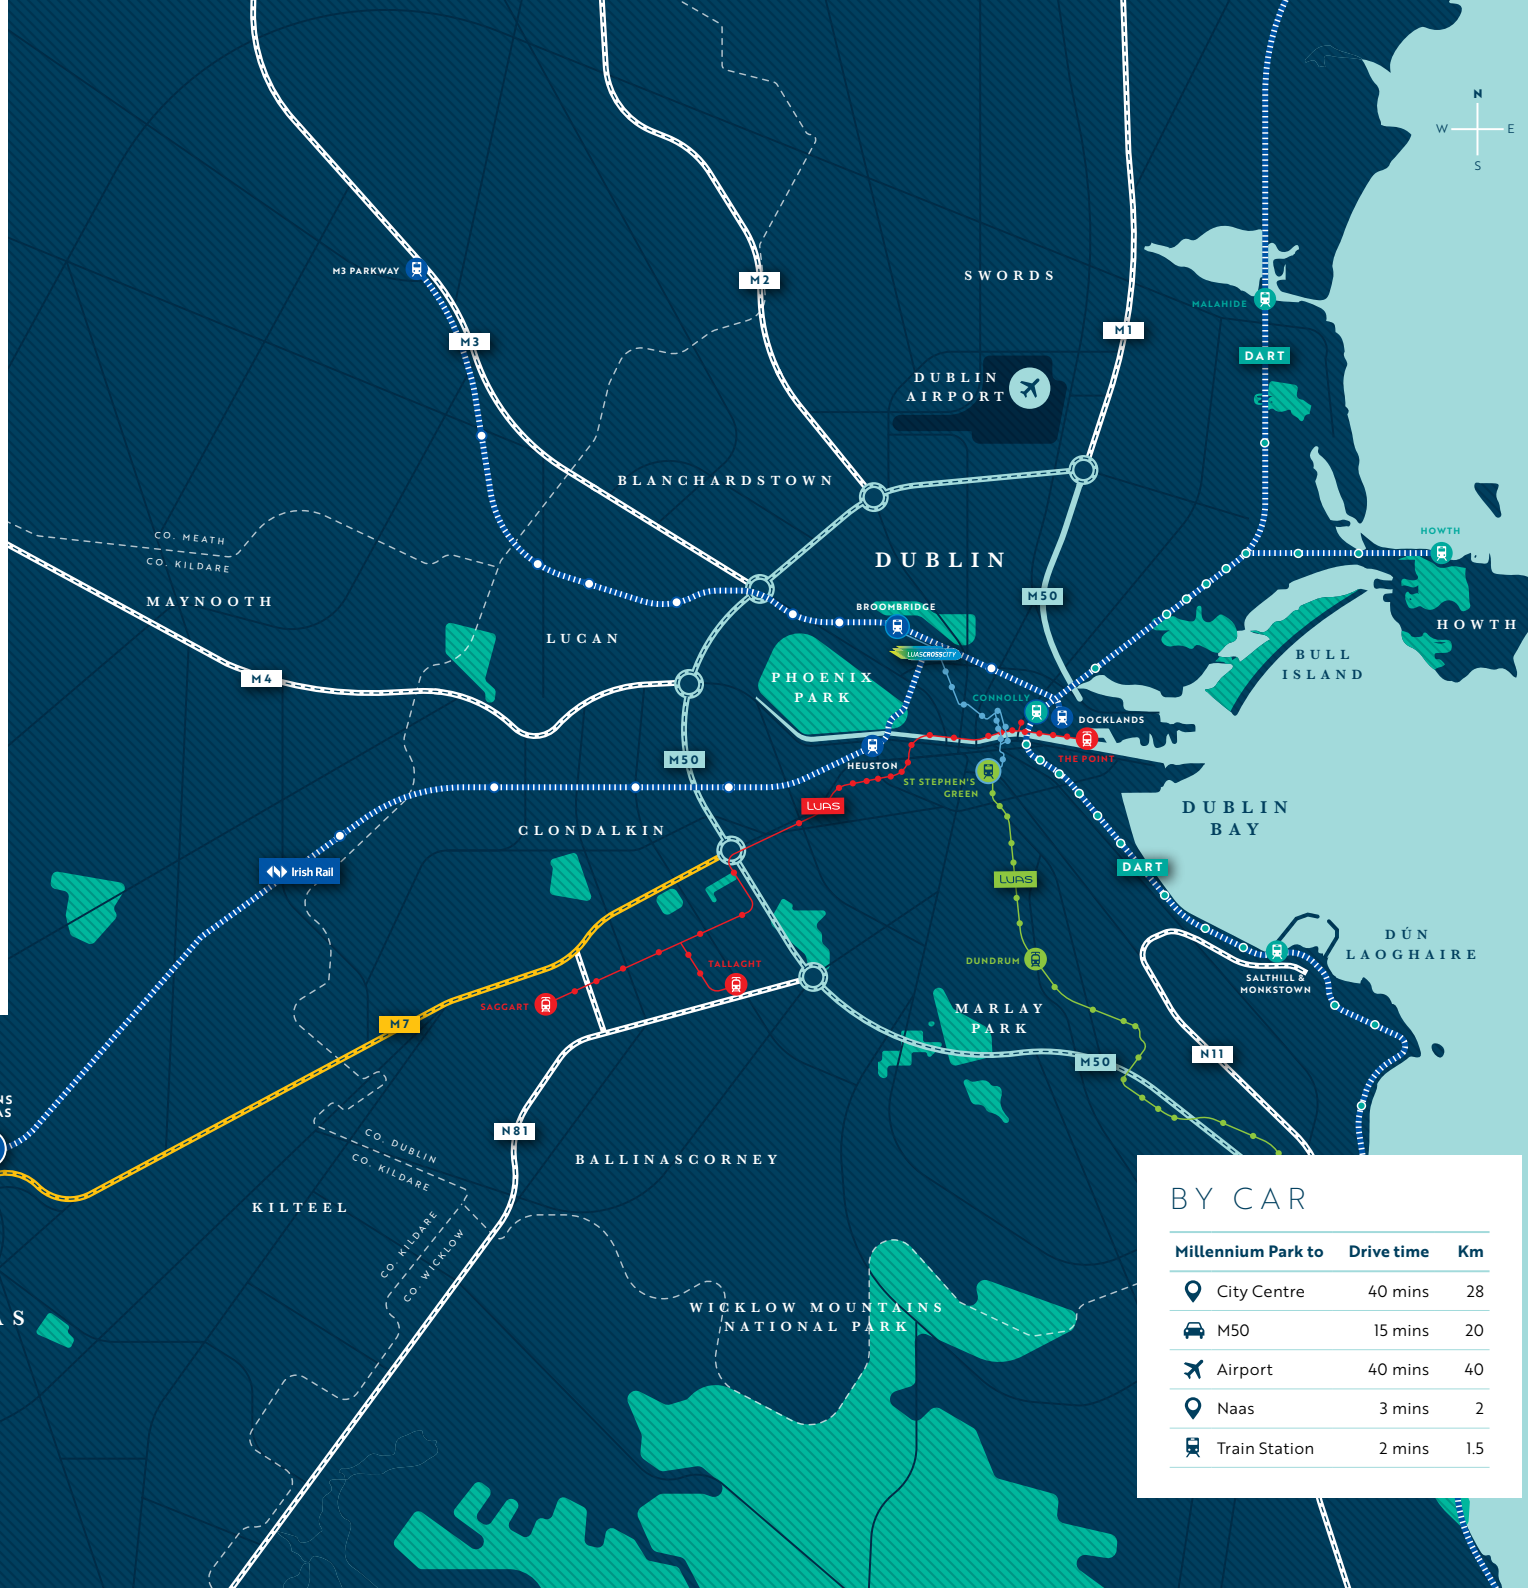 N
W E
S
M3 PARKWAY
M2
SWORDS
MALAHIDE
M1
M3
DART
DUBLIN
AIRPORT
BLANCHARDSTOWN
HOWTH
CO. MEATH
CO. KILDARE
DUBLIN
MAYNOOTH
M50
BROOMBRIDGE
HOWTH
LUCAN
LUASCROSSCITY
BULL
ISLAND
M4
PHOENIX
PARK
CONNOLLY
DOCKLANDS
M50
HEUSTON
THE POINT
ST STEPHEN'S
GREEN
LUAS
DUBLIN
BAY
CLONDALKIN
Irish Rail
LUAS
DART
DÚN
LAOGHAIRE
DUNDRUM
TALLAGHT
SALTHILL &
MONKSTOWN
SAGGART
MARLAY
PARK
M7
N11
M50
NS
AS
N81
CO. DUBLIN
CO. KILDARE
BALLINASCORNEY
KILTEEL
CO. KILDARE
CO. WICKLOW
AS
WICKLOW MOUNTAINS
NATIONAL PARK
BY CAR
Millennium Park to Drive time Km
City Centre 40 mins 28
M50 15 mins 20
Airport 40 mins 40
Naas 3 mins 2
Train Station 2 mins 1.5